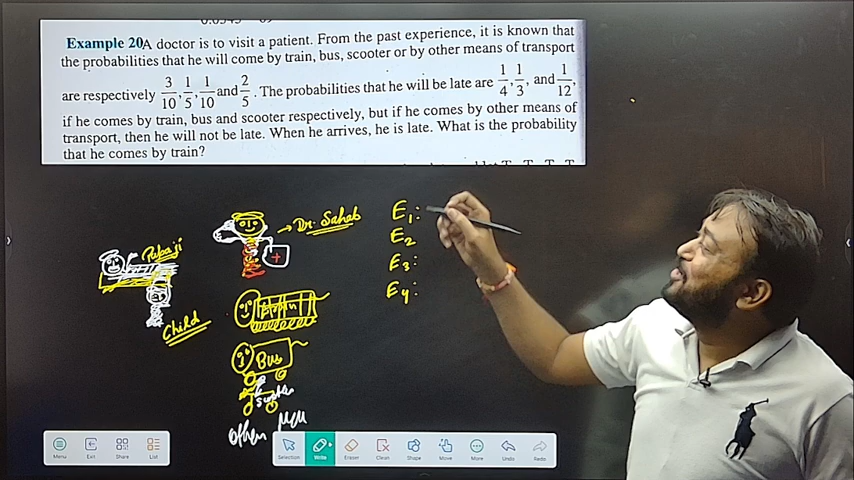 Example 20 A doctor is to visit a patient. From the past experience, it is known that
the probabilities that he will come by train, bus, scooter or by other means of transport
are respectively 3/10, 1/5, 1/10 and 2/5. The probabilities that he will be late are 1/4, 1/3, and 1/12,
if he comes by train, bus and scooter respectively, but if he comes by other means of
transport, then he will not be late. When he arrives, he is late. What is the probability
that he comes by train?
Papaji
Dr. Sahab
Child
Bus
other
E1:
E2
E3:
E4:
Menu
Exit
Share
List
Selection
Write
Eraser
Clean
Shape
Move
More
Undo
Redo